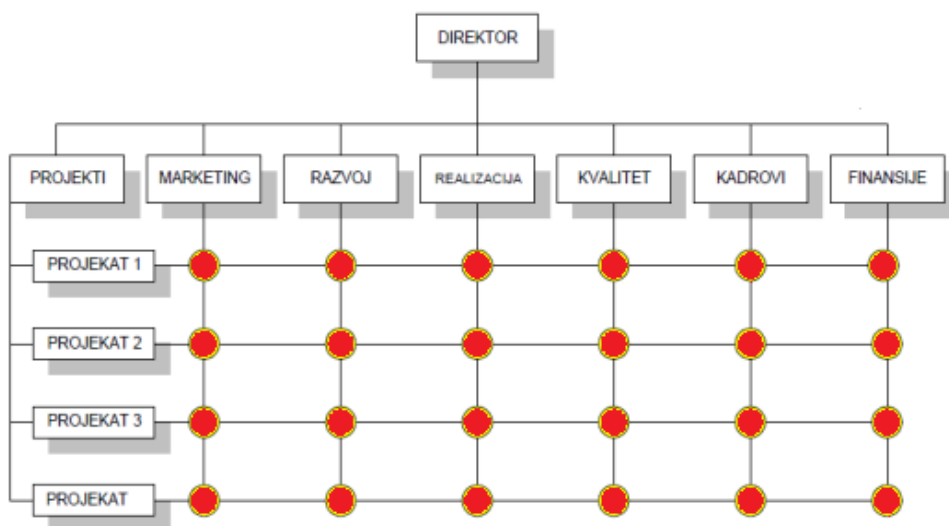 DIREKTOR
PROJEKTI MARKETING RAZVOJ REALIZACIJA KVALITET KADROVI FINANSIJE
PROJEKAT 1
PROJEKAT 2
PROJEKAT 3
PROJEKAT